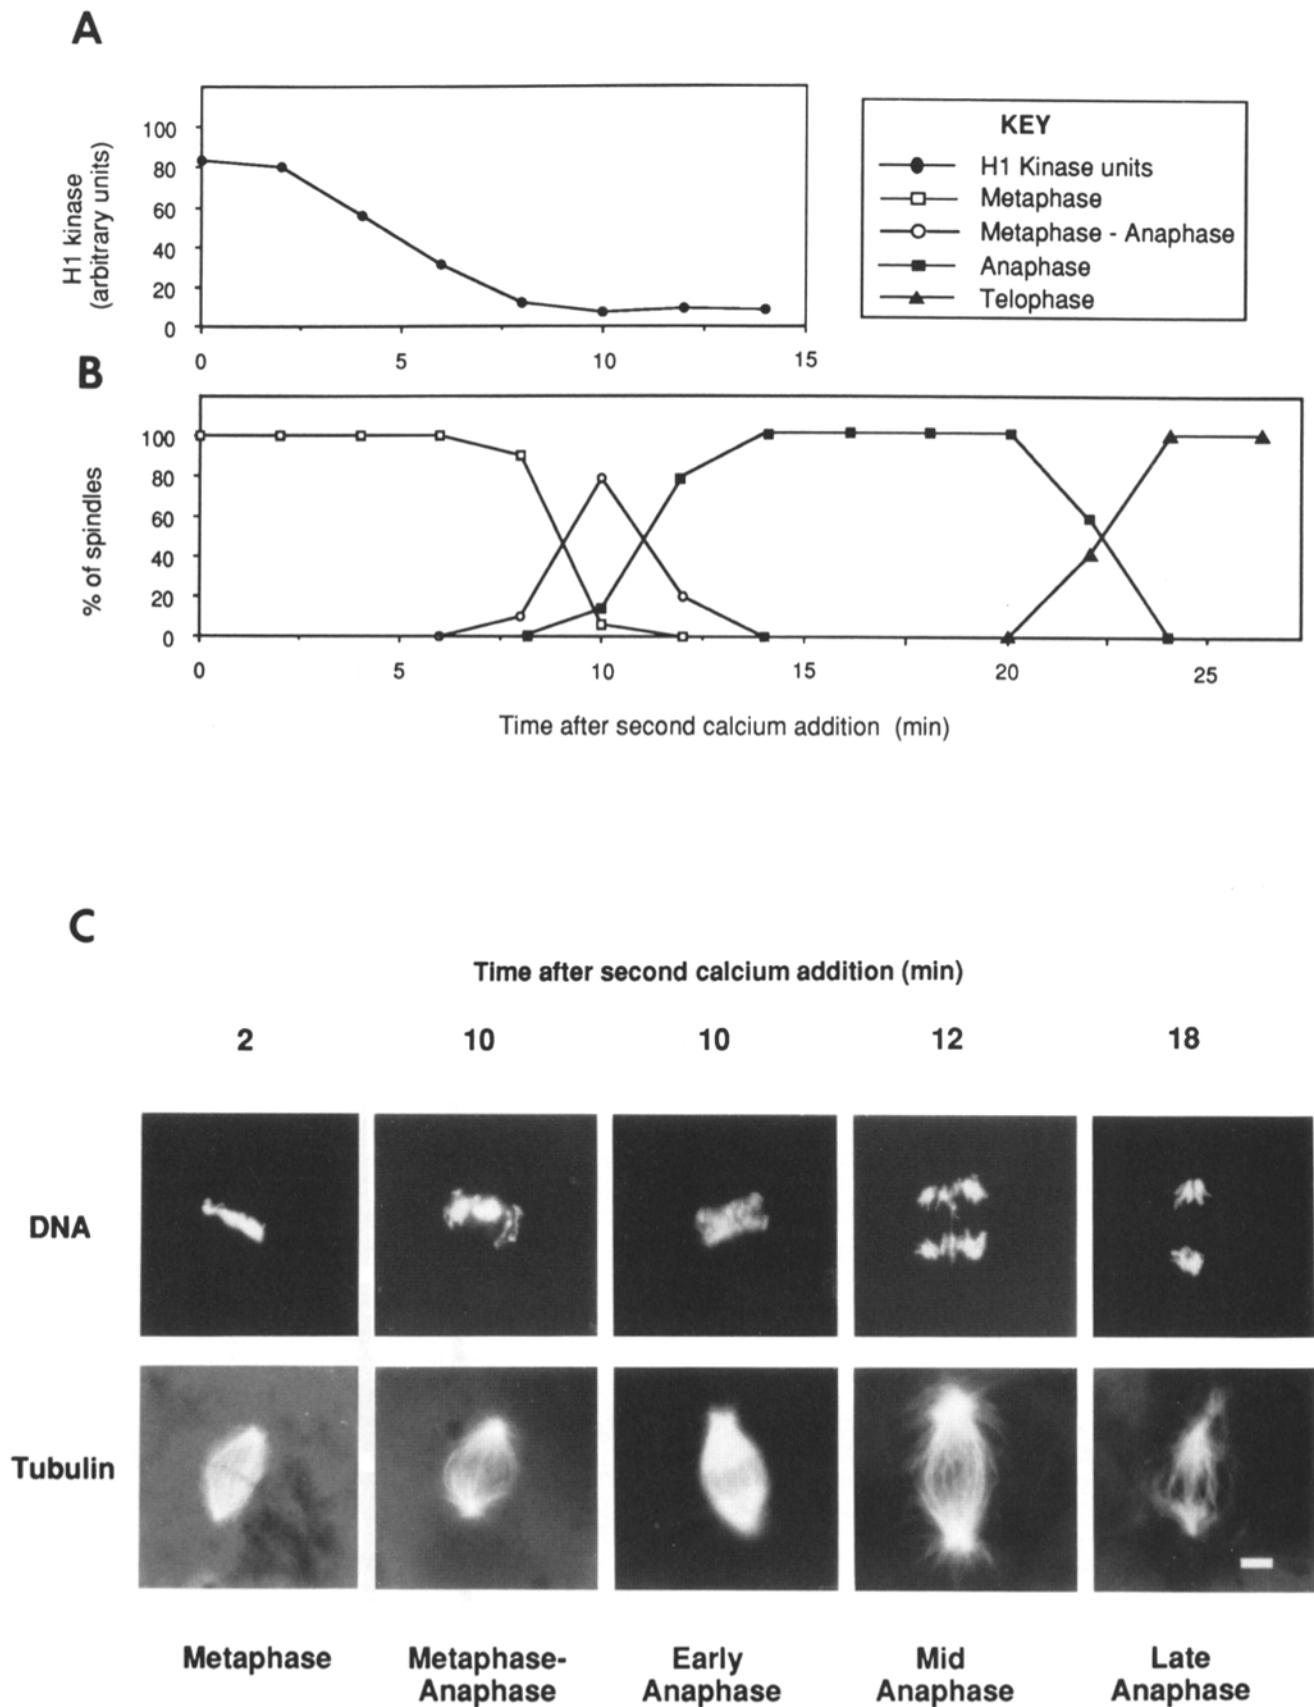 A
H1 kinase
(arbitrary units)
100
80
60
40
20
0
0 5 10 15
KEY
H1 Kinase units
Metaphase
Metaphase - Anaphase
Anaphase
Telophase
B
% of spindles
100
80
60
40
20
0
0 5 10 15 20 25
Time after second calcium addition (min)
C
Time after second calcium addition (min)
2 10 10 12 18
DNA
Tubulin
Metaphase
Metaphase-
Anaphase
Early
Anaphase
Mid
Anaphase
Late
Anaphase